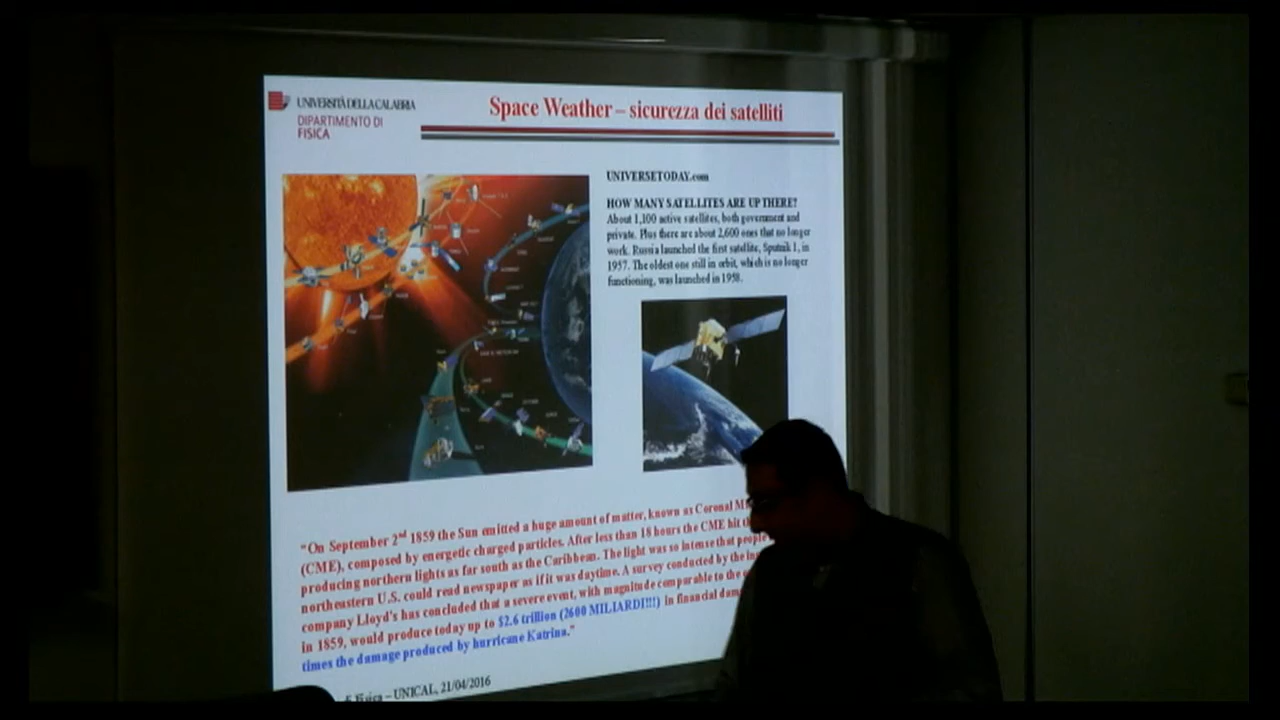 UNIVERSITÀ DELLA CALABRIA
DIPARTIMENTO DI
FISICA
Space Weather – sicurezza dei satelliti
UNIVERSETODAY.com
HOW MANY SATELLITES ARE UP THERE?
About 1,100 active satellites, both government and
private. Plus there are about 2,600 ones that no longer
work. Russia launched the first satellite, Sputnik 1, in
1957. The oldest one still in orbit, which is no longer
functioning, was launched in 1958.
"On September 2nd 1859 the Sun emitted a huge amount of matter, known as Coronal
(CME), composed by energetic charged particles. After less than 18 hours the CME hit
producing northern lights as far south as the Caribbean. The light was so intense that people
northeastern U.S. could read newspaper as if it was daytime. A survey conducted by the
company Lloyd's has concluded that a severe event, with magnitude comparable to the
in 1859, would produce today up to $2.6 trillion (2600 MILIARDI!!!) in financial
times the damage produced by hurricane Katrina."
Fisica – UNICAL, 21/04/2016